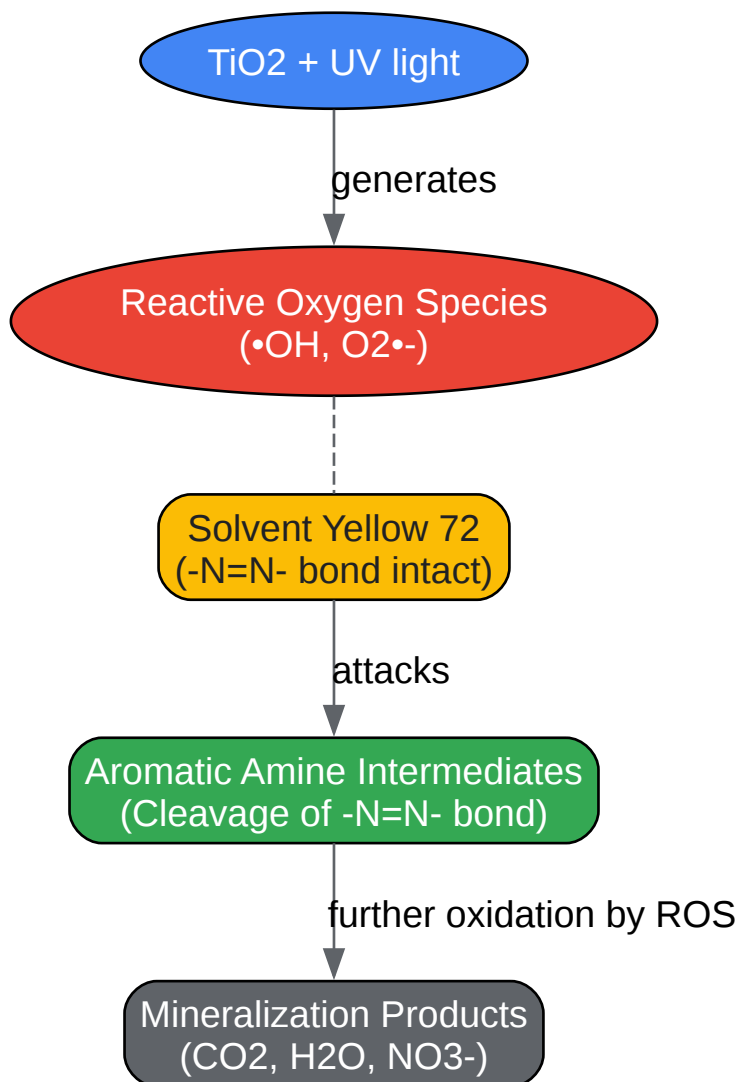 TiO2 + UV light
generates
Reactive Oxygen Species
(•OH, O2•-)
Solvent Yellow 72
(-N=N- bond intact)
attacks
Aromatic Amine Intermediates
(Cleavage of -N=N- bond)
further oxidation by ROS
Mineralization Products
(CO2, H2O, NO3-)